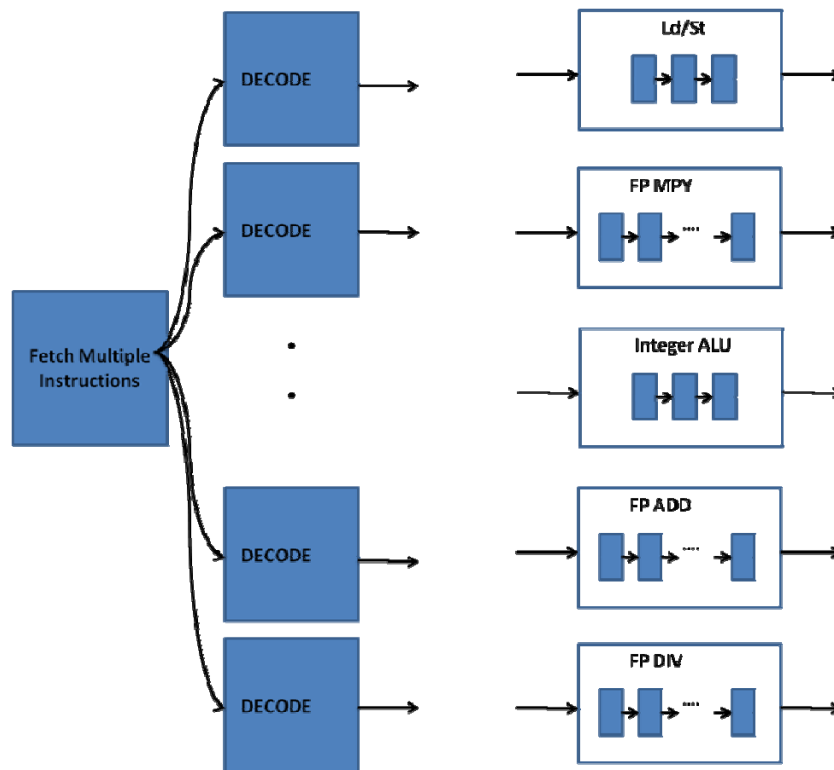 Ld/St
DECODE
FP MPY
DECODE
....
Fetch Multiple
Instructions
Integer ALU
FP ADD
DECODE
....
FP DIV
DECODE
....